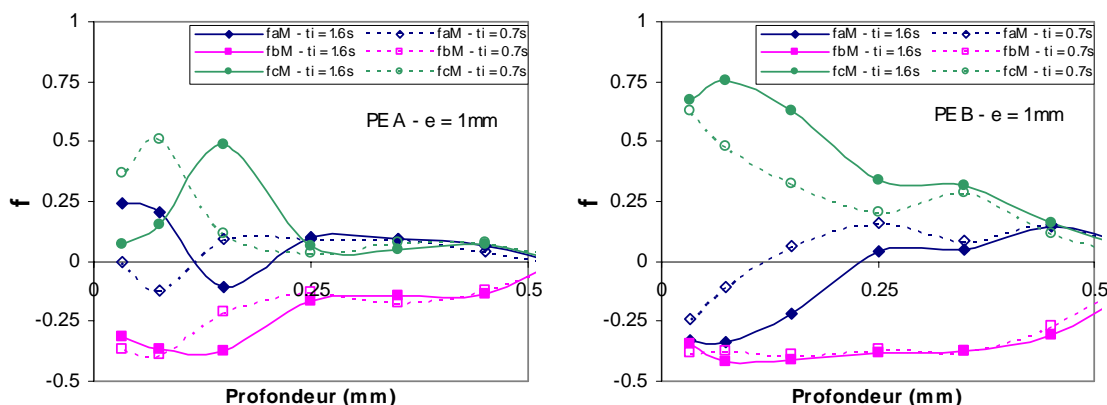 1
0.75
0.5
0.25
0
-0.25
-0.5
f
faM - ti = 1.6s faM - ti = 0.7s
fbM - ti = 1.6s fbM - ti = 0.7s
fcM - ti = 1.6s fcM - ti = 0.7s
PE A - e = 1mm
0 0.25 0.5
Profondeur (mm)
1
0.75
0.5
0.25
0
-0.25
-0.5
f
faM - ti = 1.6s faM - ti = 0.7s
fbM - ti = 1.6s fbM - ti = 0.7s
fcM - ti = 1.6s fcM - ti = 0.7s
PE B - e = 1mm
0 0.25 0.5
Profondeur (mm)